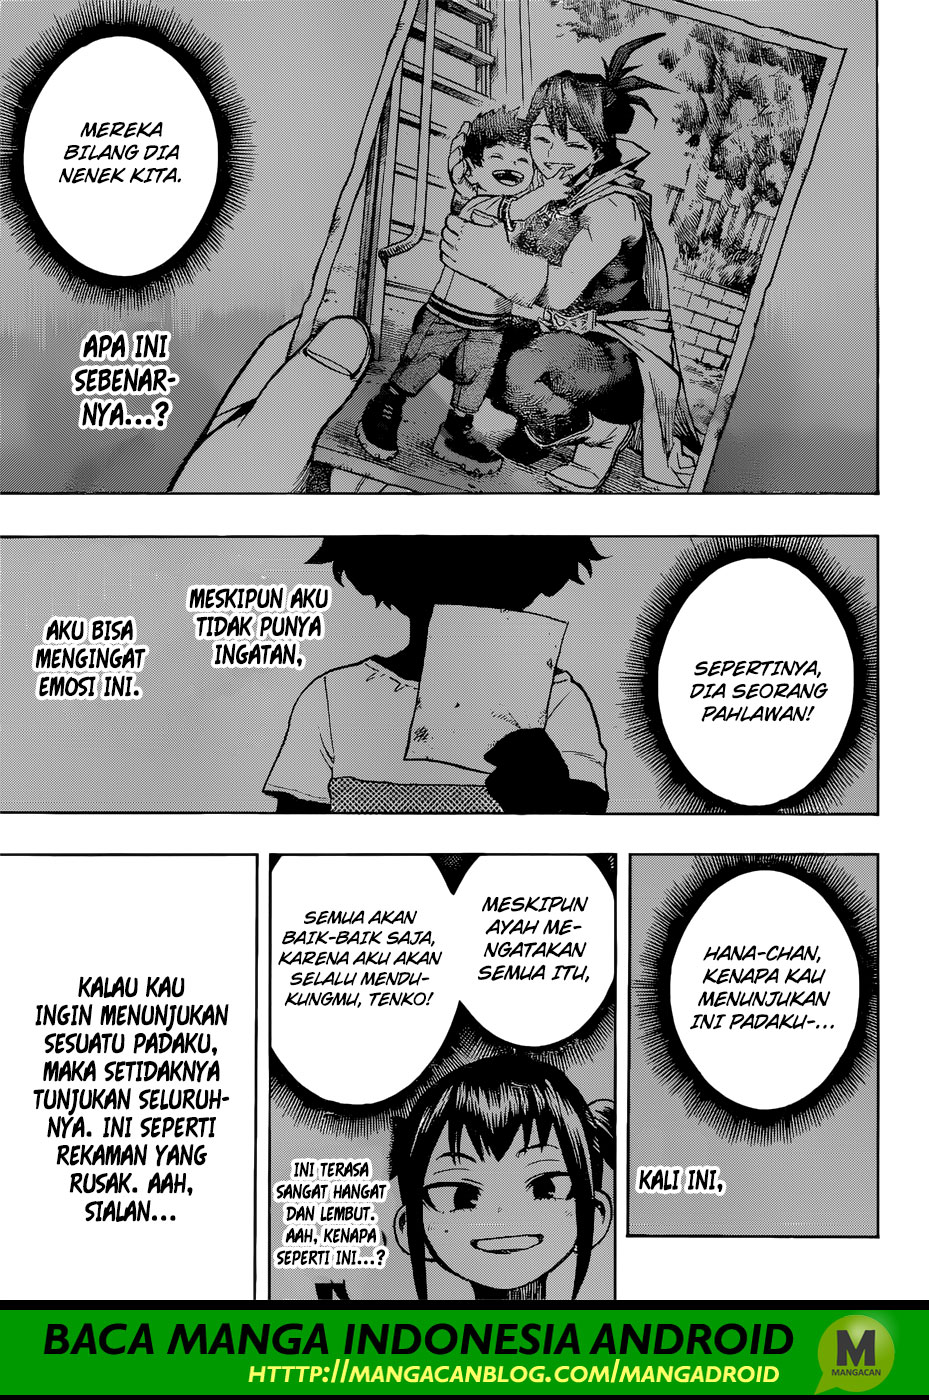 MEREKA
BILANG DIA
NENEK KITA.
APA INI
SEBENAR-
NYA...?
SEPERTINYA,
DIA SEORANG
PAHLAWAN!
MESKIPUN AKU
TIDAK PUNYA
INGATAN,
AKU BISA
MENGINGAT
EMOSI INI.
HANA-CHAN,
KENAPA KAU
MENUNJUKAN
INI PADAKU-...
KALI INI,
MESKIPUN
AYAH ME-
NGATAKAN
SEMUA ITU,
SEMUA AKAN
BAIK-BAIK SAJA,
KARENA AKU AKAN
SELALU MENDU-
KUNGMU, TENKO!
INI TERASA
SANGAT HANGAT
DAN LEMBUT.
AAH, KENAPA
SEPERTI INI...?
KALAU KAU
INGIN MENUNJUKAN
SESUATU PADAKU,
MAKA SETIDAKNYA
TUNJUKAN SELURUH-
NYA. INI SEPERTI
REKAMAN YANG
RUSAK. AAH,
SIALAN...
BACA MANGA INDONESIA ANDROID
HTTTP://MANGACANBLOG.COM/MANGADROID
M
MANGACAN